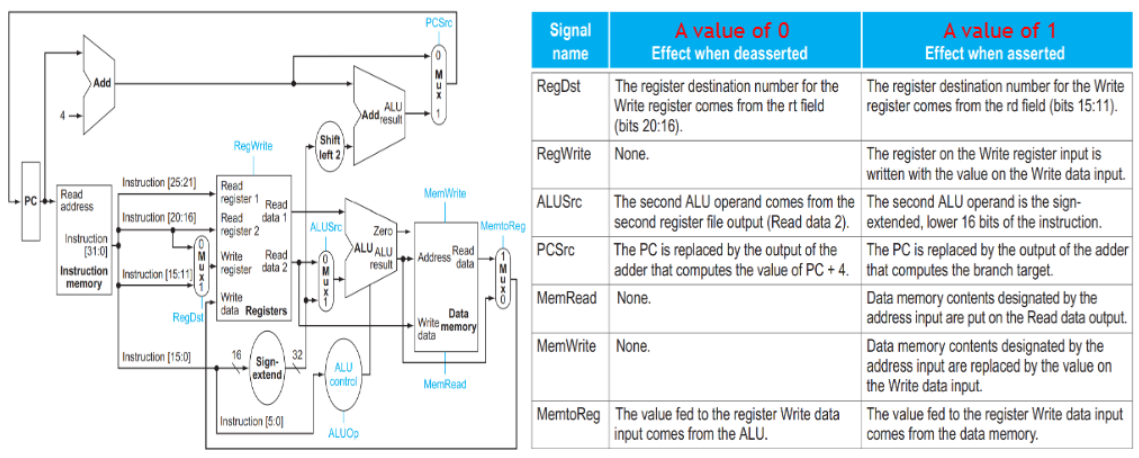 PCSrc
0
M
u
x
1
Add
4
Add ALU
result
Shift
left 2
RegWrite
PC
Read
address
Instruction
[31:0]
Instruction
memory
Instruction [25:21]
Instruction [20:16]
Instruction [15:11]
0
M
u
x
1
RegDst
Read
register 1
Read
register 2
Write
register
Write
data
Read
data 1
Read
data 2
Registers
ALUSrc
0
M
u
x
1
Zero
ALU ALU
result
MemWrite
Address
Read
data
Write
data
Data
memory
MemRead
MemtoReg
1
M
u
x
0
Instruction [15:0]
16
Sign-
extend
32
ALU
control
Instruction [5:0]
ALUOp
Signal
name
A value of 0
Effect when deasserted
A value of 1
Effect when asserted
RegDst
The register destination number for the
Write register comes from the rt field
(bits 20:16).
The register destination number for the Write
register comes from the rd field (bits 15:11).
RegWrite
None.
The register on the Write register input is
written with the value on the Write data input.
ALUSrc
The second ALU operand comes from the
second register file output (Read data 2).
The second ALU operand is the sign-
extended, lower 16 bits of the instruction.
PCSrc
The PC is replaced by the output of the
adder that computes the value of PC + 4.
The PC is replaced by the output of the adder
that computes the branch target.
MemRead
None.
Data memory contents designated by the
address input are put on the Read data output.
MemWrite
None.
Data memory contents designated by the
address input are replaced by the value on
the Write data input.
MemtoReg
The value fed to the register Write data
input comes from the ALU.
The value fed to the register Write data input
comes from the data memory.